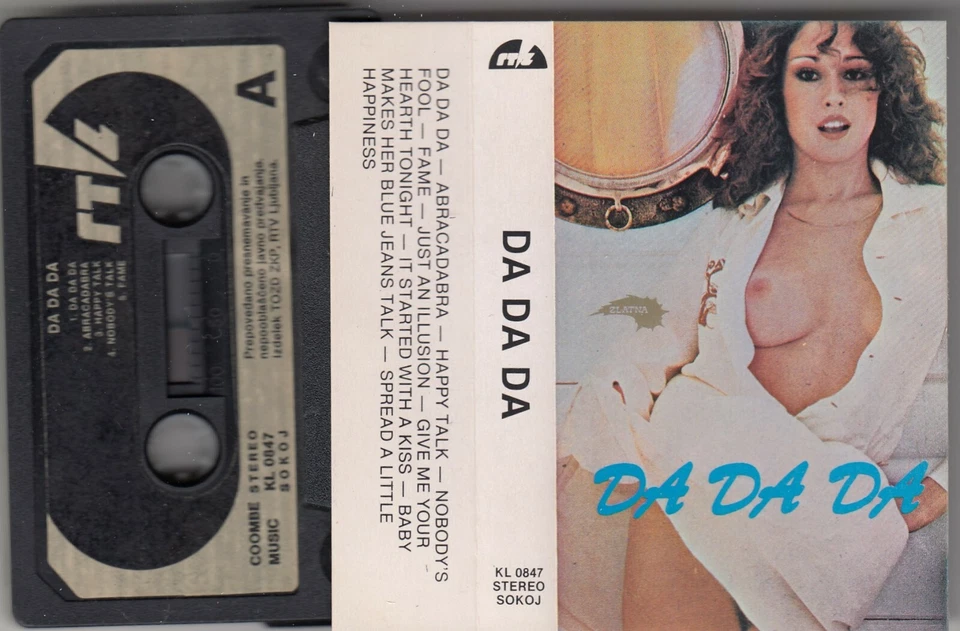 A
rtl
Prepovedano presnemavanje in
nepooblaščeno javno predvajanje.
Izdelek TOZD ZKP, RTV Ljubljana.
DA DA DA
1. DA DA DA
2. ABRACADABRA
3. HAPPY TALK
4. NOBODY'S TALK
5. FAME
COOMBE STEREO
MUSIC KL 0847
SOKOJ
rtl
DA DA DA — ABRACADABRA — HAPPY TALK — NOBODY'S
FOOL — FAME — JUST AN ILLUSION — GIVE ME YOUR
HEARTH TONIGHT — IT STARTED WITH A KISS — BABY
MAKES HER BLUE JEANS TALK — SPREAD A LITTLE
HAPPINESS
DA DA DA
KL 0847
STEREO
SOKOJ
ZLATNA
DA DA DA